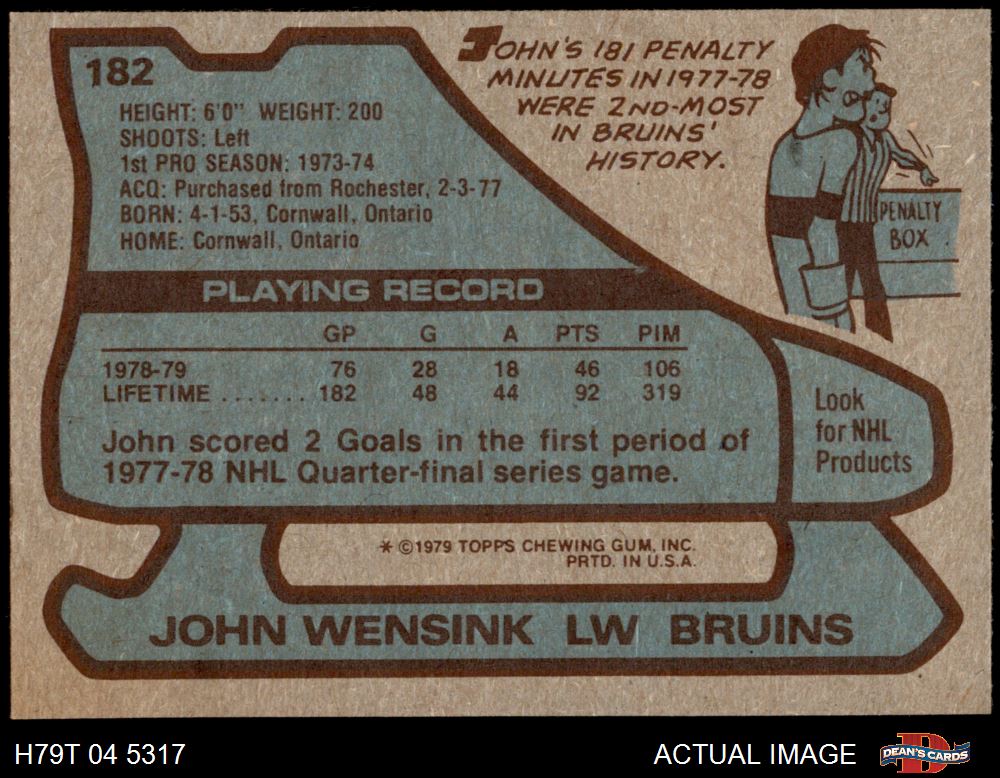 182
HEIGHT: 6'0" WEIGHT: 200
SHOOTS: Left
1st PRO SEASON: 1973-74
ACQ: Purchased from Rochester, 2-3-77
BORN: 4-1-53, Cornwall, Ontario
HOME: Cornwall, Ontario
JOHN'S 181 PENALTY
MINUTES IN 1977-78
WERE 2ND-MOST
IN BRUINS'
HISTORY.
PENALTY
BOX
PLAYING RECORD
GP G A PTS PIM
1978-79 76 28 18 46 106
LIFETIME ....... 182 48 44 92 319
John scored 2 Goals in the first period of
1977-78 NHL Quarter-final series game.
Look
for NHL
Products
* ©1979 TOPPS CHEWING GUM, INC.
PRTD. IN U.S.A.
JOHN WENSINK LW BRUINS
H79T 04 5317
ACTUAL IMAGE
DEAN'S CARDS